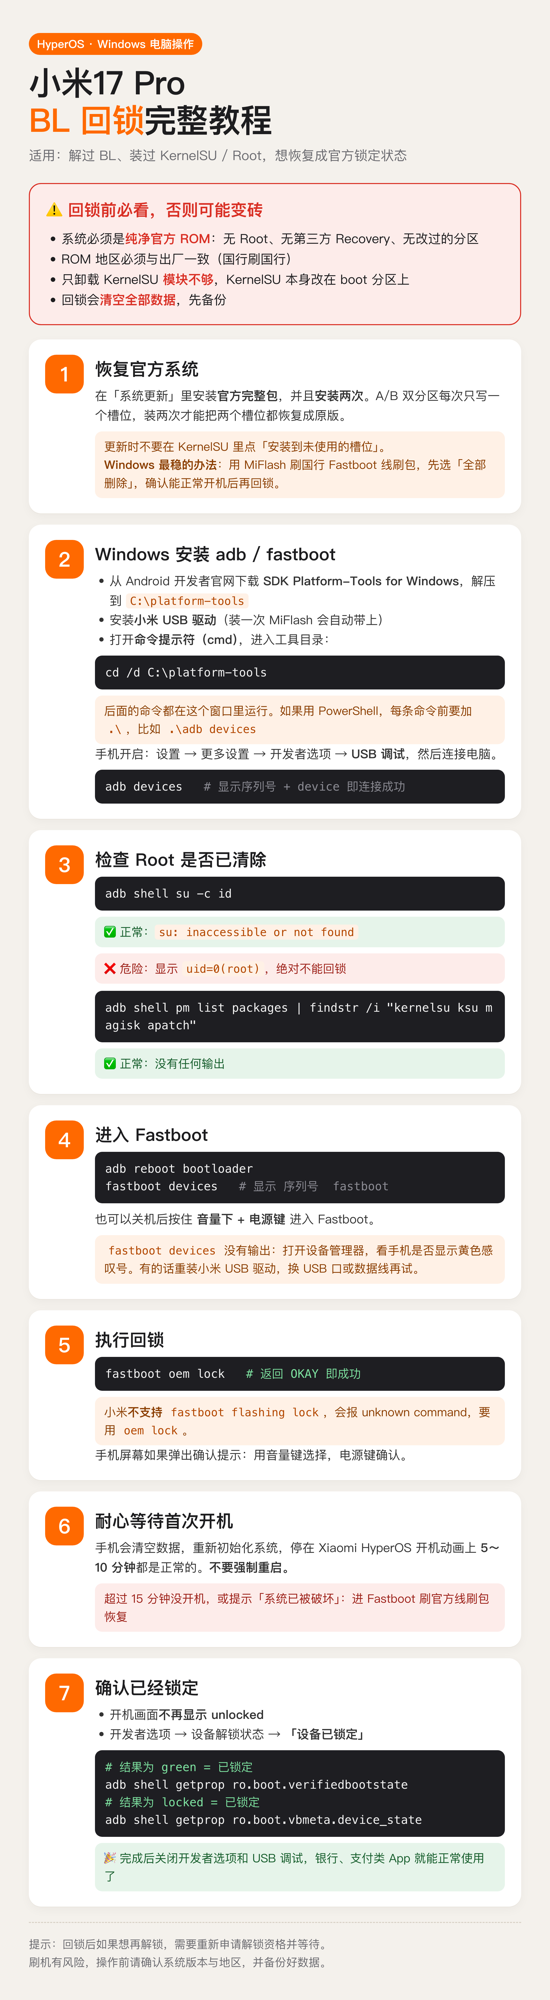 HyperOS · Windows 电脑操作
小米17 Pro
BL 回锁完整教程
适用：解过 BL、装过 KernelSU / Root，想恢复成官方锁定状态
⚠️ 回锁前必看，否则可能变砖
• 系统必须是纯净官方 ROM：无 Root、无第三方 Recovery、无改过的分区
• ROM 地区必须与出厂一致（国行刷国行）
• 只卸载 KernelSU 模块不够，KernelSU 本身改在 boot 分区上
• 回锁会清空全部数据，先备份
1
恢复官方系统
在「系统更新」里安装官方完整包，并且安装两次。A/B 双分区每次只写一
个槽位，装两次才能把两个槽位都恢复成原版。
更新时不要在 KernelSU 里点「安装到未使用的槽位」。
Windows 最稳的办法：用 MiFlash 刷国行 Fastboot 线刷包，先选「全部
删除」，确认能正常开机后再回锁。
2
Windows 安装 adb / fastboot
• 从 Android 开发者官网下载 SDK Platform-Tools for Windows，解压
到 C:\platform-tools
• 安装小米 USB 驱动（装一次 MiFlash 会自动带上）
• 打开命令提示符（cmd），进入工具目录：
cd /d C:\platform-tools
后面的命令都在这个窗口里运行。如果用 PowerShell，每条命令前要加
.\，比如 .\adb devices
手机开启：设置 → 更多设置 → 开发者选项 → USB 调试，然后连接电脑。
adb devices   # 显示序列号 + device 即连接成功
3
检查 Root 是否已清除
adb shell su -c id
✅ 正常：su: inaccessible or not found
❌ 危险：显示 uid=0(root)，绝对不能回锁
adb shell pm list packages | findstr /i "kernelsu ksu m
agisk apatch"
✅ 正常：没有任何输出
4
进入 Fastboot
adb reboot bootloader
fastboot devices   # 显示 序列号  fastboot
也可以关机后按住 音量下 + 电源键 进入 Fastboot。
fastboot devices 没有输出：打开设备管理器，看手机是否显示黄色感
叹号。有的话重装小米 USB 驱动，换 USB 口或数据线再试。
5
执行回锁
fastboot oem lock   # 返回 OKAY 即成功
小米不支持 fastboot flashing lock，会报 unknown command，要
用 oem lock。
手机屏幕如果弹出确认提示：用音量键选择，电源键确认。
6
耐心等待首次开机
手机会清空数据，重新初始化系统，停在 Xiaomi HyperOS 开机动画上 5～
10 分钟都是正常的。不要强制重启。
超过 15 分钟没开机，或提示「系统已被破坏」：进 Fastboot 刷官方线刷包
恢复
7
确认已经锁定
• 开机画面不再显示 unlocked
• 开发者选项 → 设备解锁状态 → 「设备已锁定」
# 结果为 green = 已锁定
adb shell getprop ro.boot.verifiedbootstate
# 结果为 locked = 已锁定
adb shell getprop ro.boot.vbmeta.device_state
🎉 完成后关闭开发者选项和 USB 调试，银行、支付类 App 就能正常使用
了
提示：回锁后如果想再解锁，需要重新申请解锁资格并等待。
刷机有风险，操作前请确认系统版本与地区，并备份好数据。